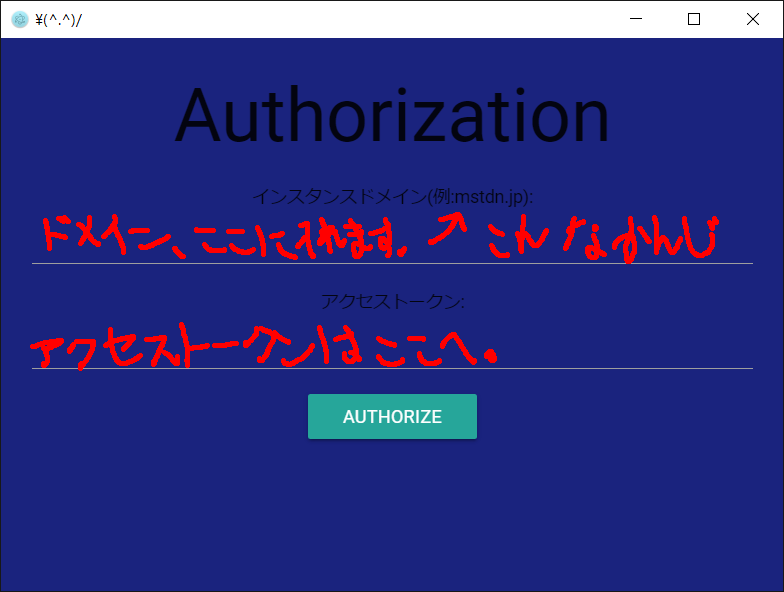 ¥(^.^)/
Authorization
インスタンスドメイン(例:mstdn.jp):
ドメイン、ここにいれます。↗こんなかんじ
アクセストークン:
アクセストークンはここへ。
AUTHORIZE